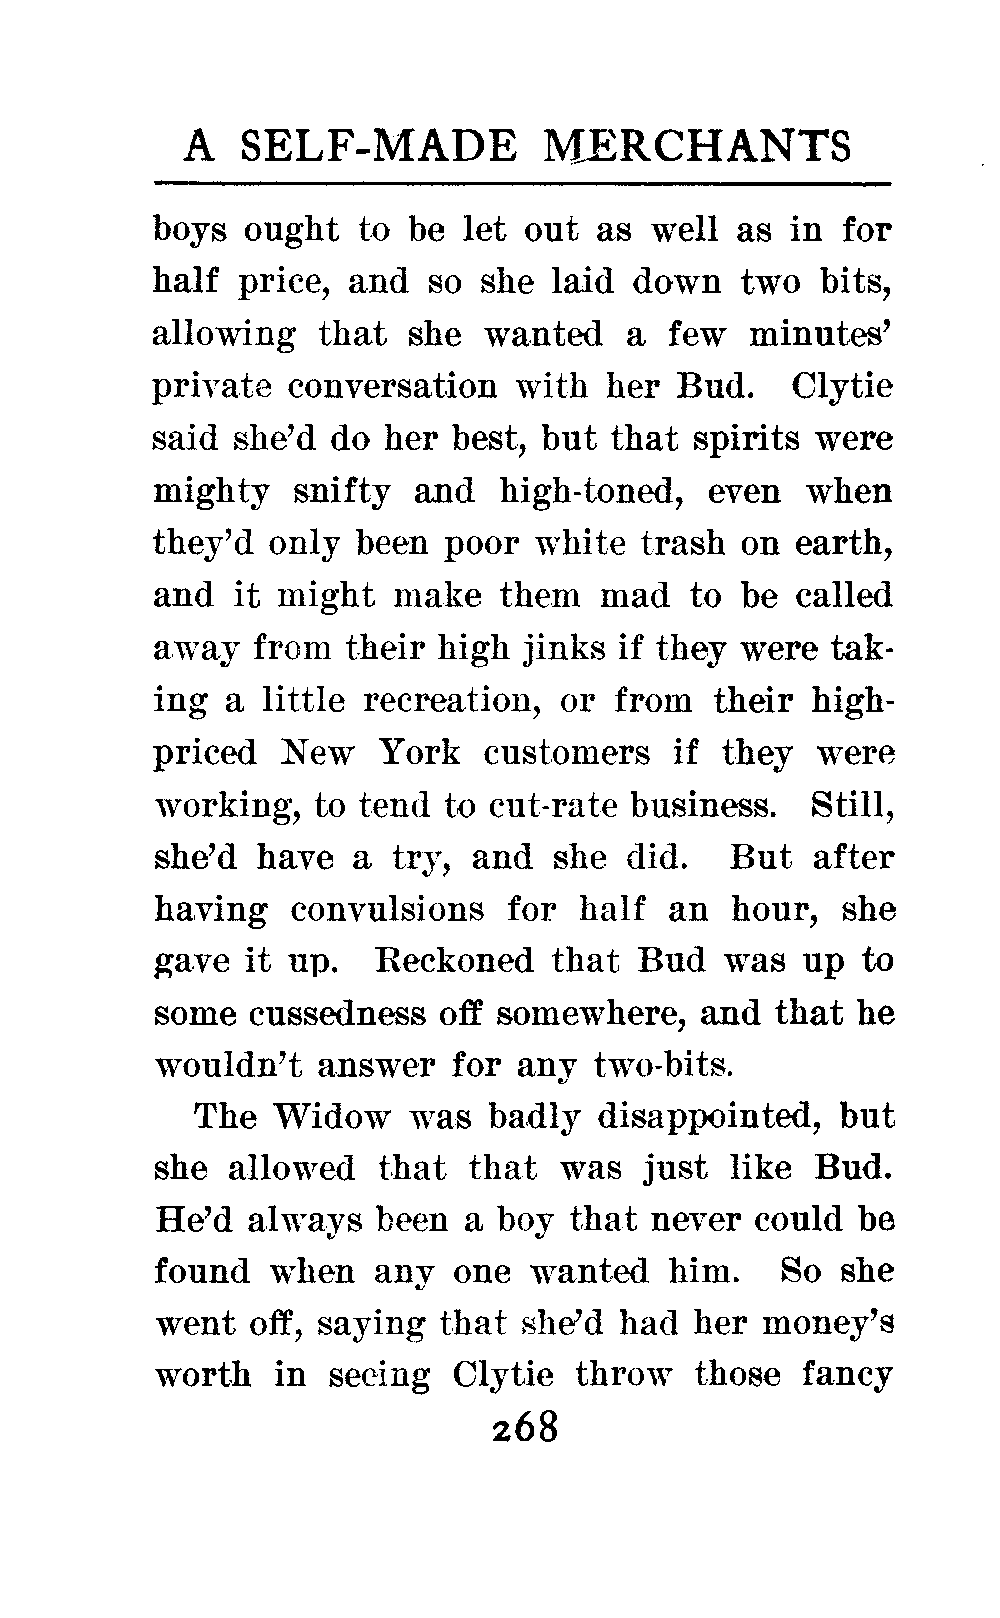 A SELF-MADE MERCHANTS
boys ought to be let out as well as in for
half price, and so she laid down two bits,
allowing that she wanted a few minutes'
private conversation with her Bud. Clytie
said she'd do her best, but that spirits were
mighty snifty and high-toned, even when
they'd only been poor white trash on earth,
and it might make them mad to be called
away from their high jinks if they were tak-
ing a little recreation, or from their high-
priced New York customers if they were
working, to tend to cut-rate business. Still,
she'd have a try, and she did. But after
having convulsions for half an hour, she
gave it up. Reckoned that Bud was up to
some cussedness off somewhere, and that he
wouldn't answer for any two-bits.
The Widow was badly disappointed, but
she allowed that that was just like Bud.
He'd always been a boy that never could be
found when any one wanted him. So she
went off, saying that she'd had her money's
worth in seeing Clytie throw those fancy
268